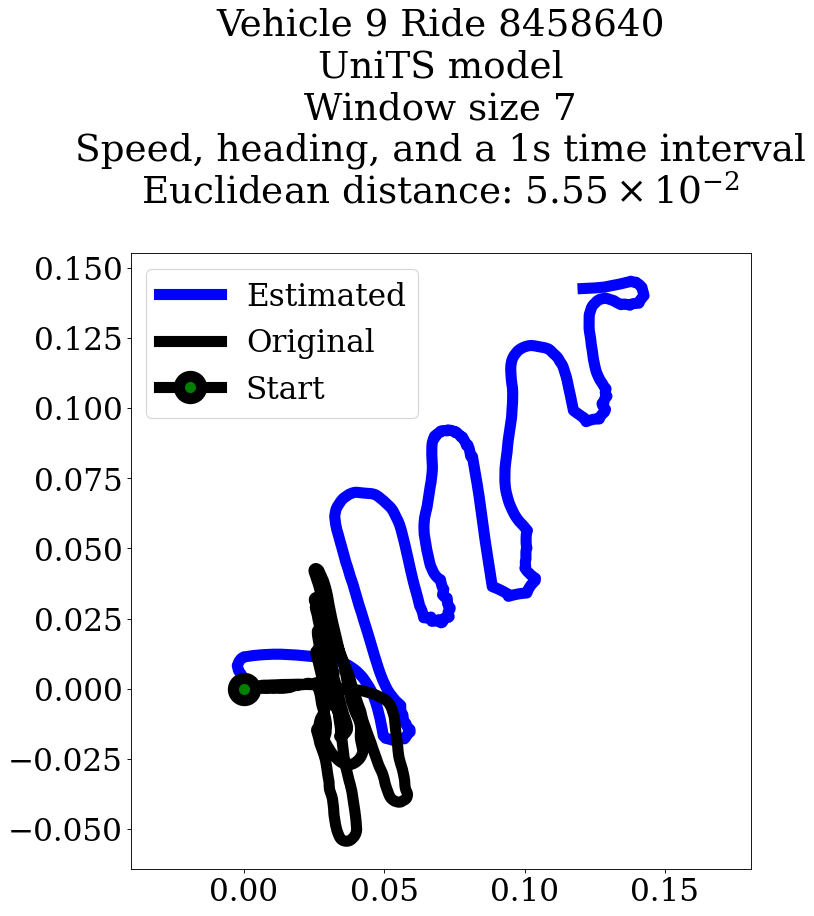 Vehicle 9 Ride 8458640
UniTS model
Window size 7
Speed, heading, and a 1s time interval
Euclidean distance: 5.55 × 10⁻²
Estimated
Original
Start
0.150
0.125
0.100
0.075
0.050
0.025
0.000
−0.025
−0.050
0.00 0.05 0.10 0.15